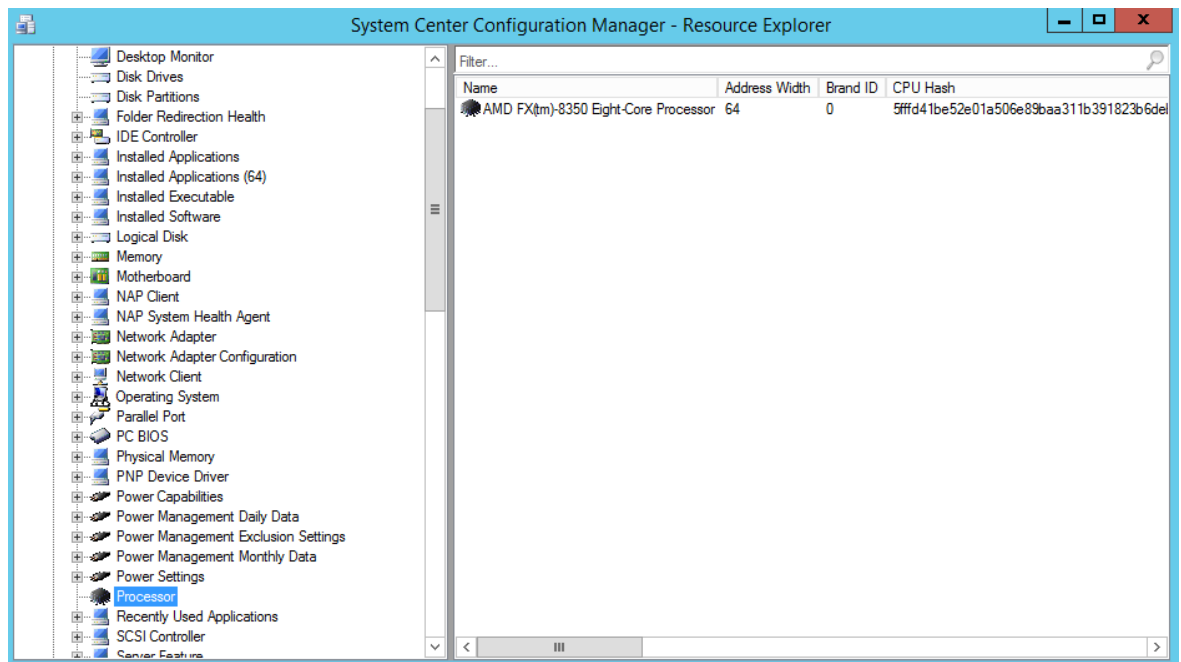 System Center Configuration Manager - Resource Explorer
Desktop Monitor
Disk Drives
Disk Partitions
Folder Redirection Health
IDE Controller
Installed Applications
Installed Applications (64)
Installed Executable
Installed Software
Logical Disk
Memory
Motherboard
NAP Client
NAP System Health Agent
Network Adapter
Network Adapter Configuration
Network Client
Operating System
Parallel Port
PC BIOS
Physical Memory
PNP Device Driver
Power Capabilities
Power Management Daily Data
Power Management Exclusion Settings
Power Management Monthly Data
Power Settings
Processor
Recently Used Applications
SCSI Controller
Server Feature
Filter...
Name Address Width Brand ID CPU Hash
AMD FX(tm)-8350 Eight-Core Processor 64 0 5fffd41be52e01a506e89baa311b391823b6de